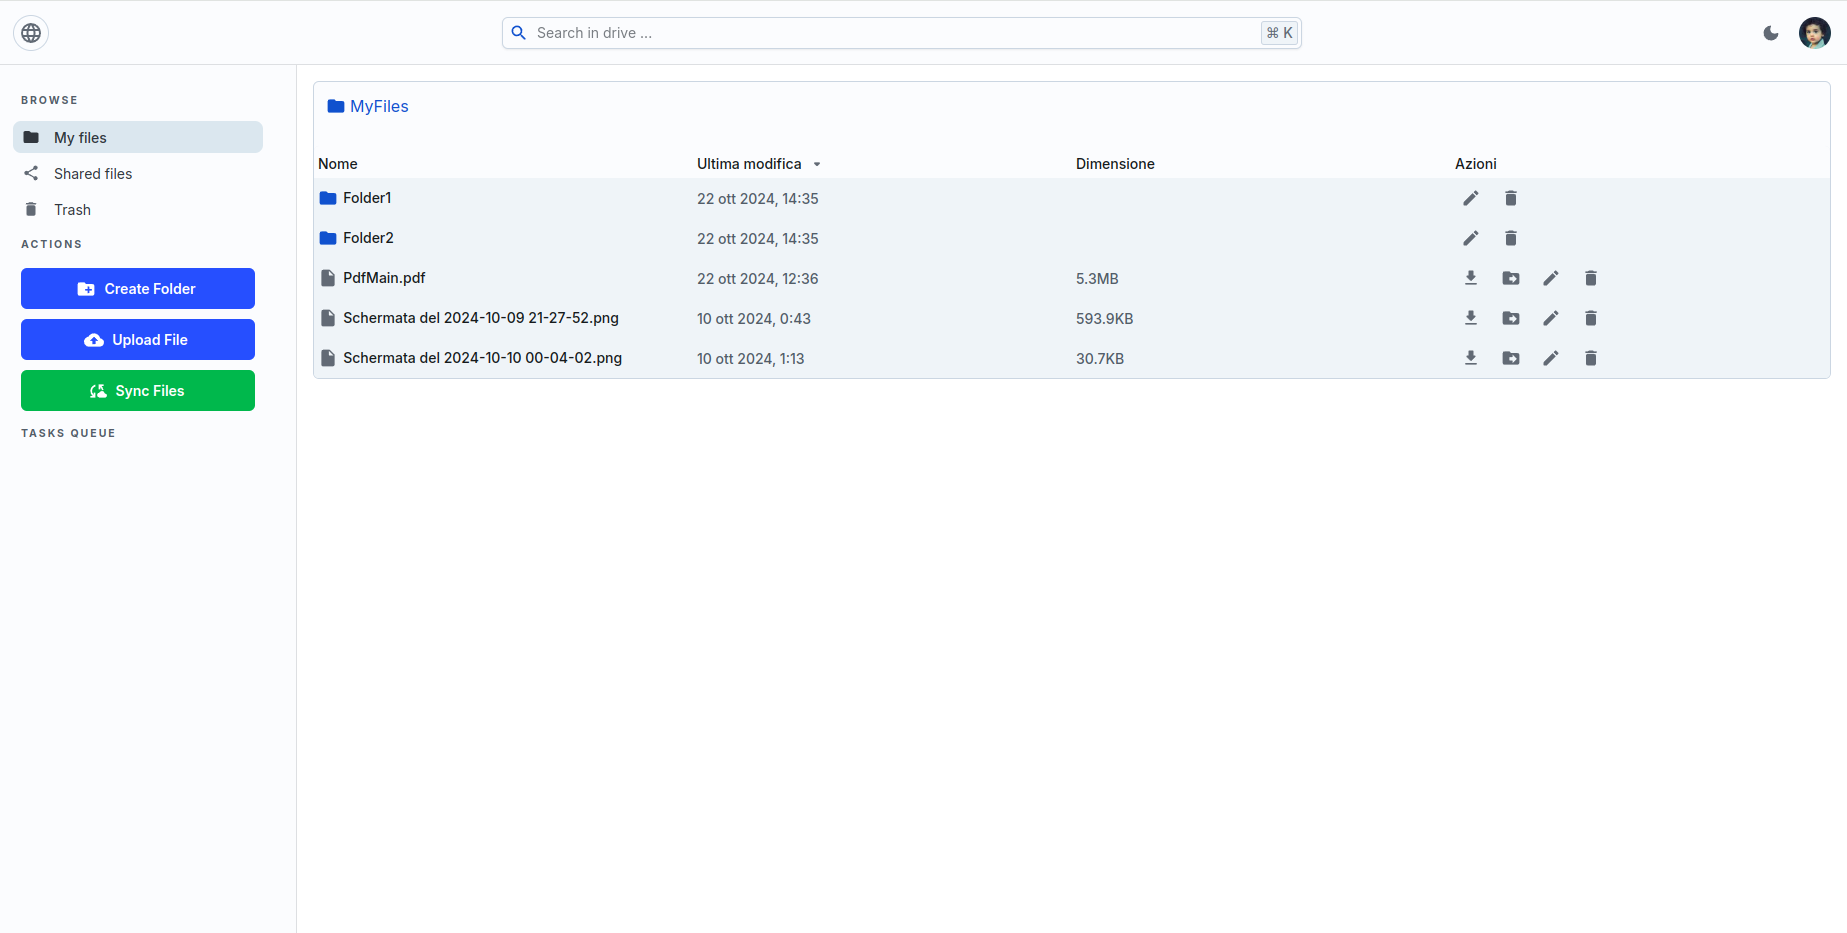 Search in drive ...
⌘ K
BROWSE
My files
Shared files
Trash
ACTIONS
Create Folder
Upload File
Sync Files
TASKS QUEUE
MyFiles
Nome Ultima modifica Dimensione Azioni
Folder1 22 ott 2024, 14:35
Folder2 22 ott 2024, 14:35
PdfMain.pdf 22 ott 2024, 12:36 5.3MB
Schermata del 2024-10-09 21-27-52.png 10 ott 2024, 0:43 593.9KB
Schermata del 2024-10-10 00-04-02.png 10 ott 2024, 1:13 30.7KB